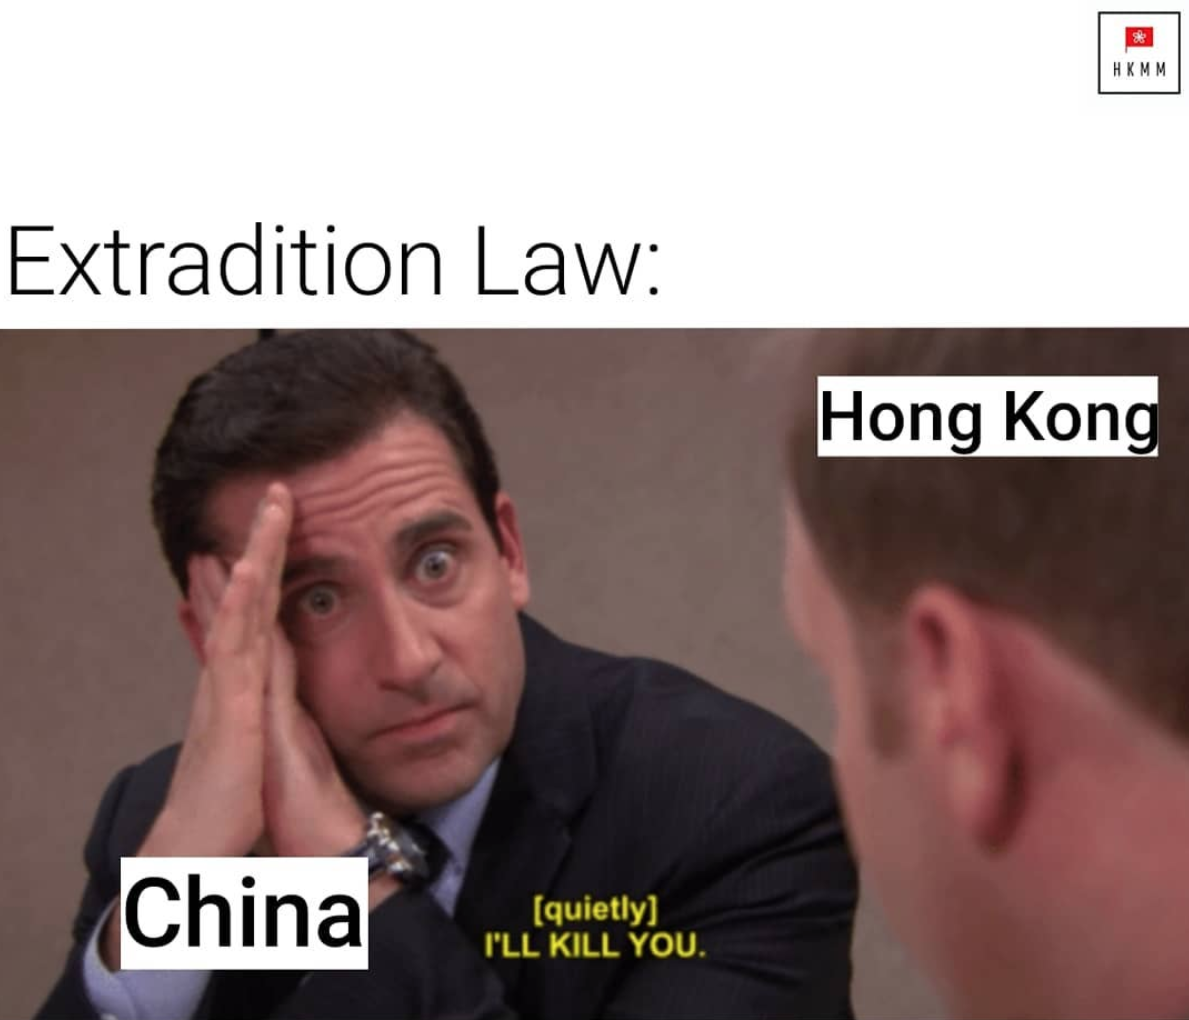 HKMM
Extradition Law:
Hong Kong
China
[quietly]
I'LL KILL YOU.